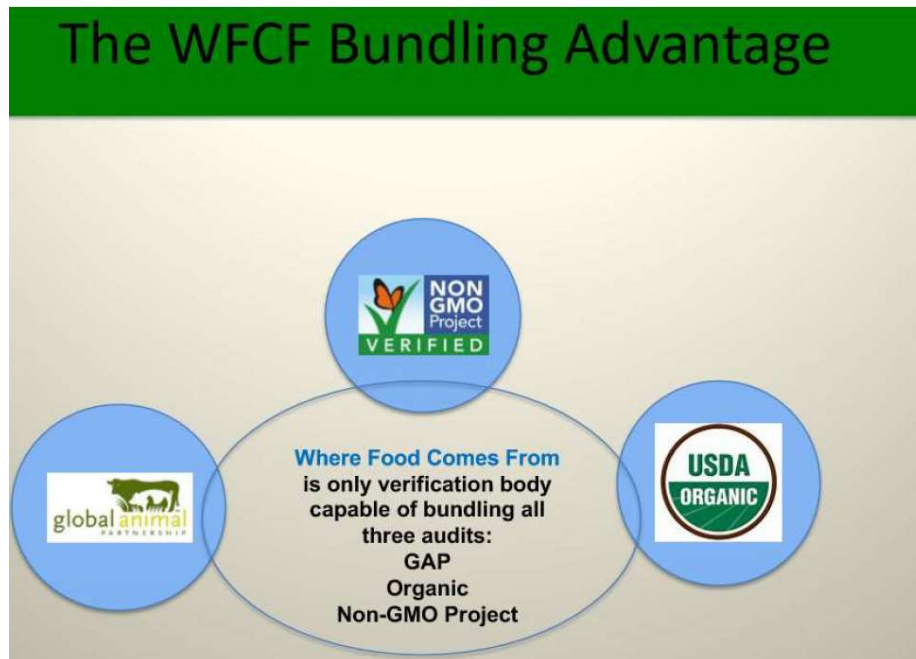 The WFCF Bundling Advantage
NON
GMO
Project
VERIFIED
Where Food Comes From
is only verification body
capable of bundling all
three audits:
GAP
Organic
Non-GMO Project
global animal
PARTNERSHIP
USDA
ORGANIC